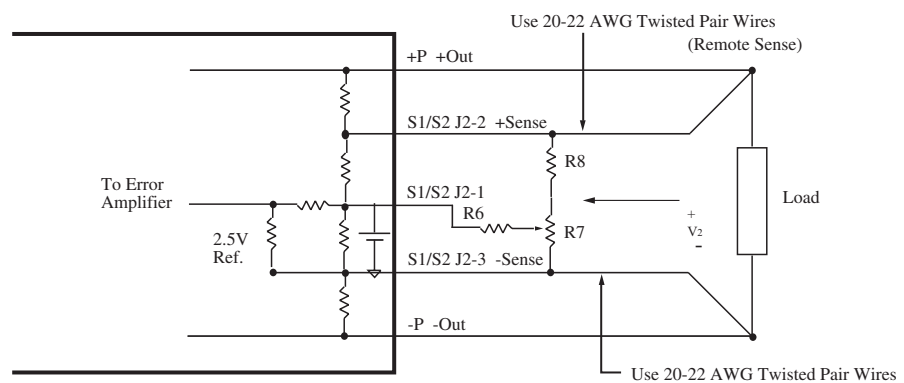 Use 20-22 AWG Twisted Pair Wires
(Remote Sense)
+P +Out
S1/S2 J2-2 +Sense
R8
To Error
Amplifier
S1/S2 J2-1
R6
R7
Load
+
V2
-
2.5V
Ref.
S1/S2 J2-3 -Sense
-P -Out
Use 20-22 AWG Twisted Pair Wires